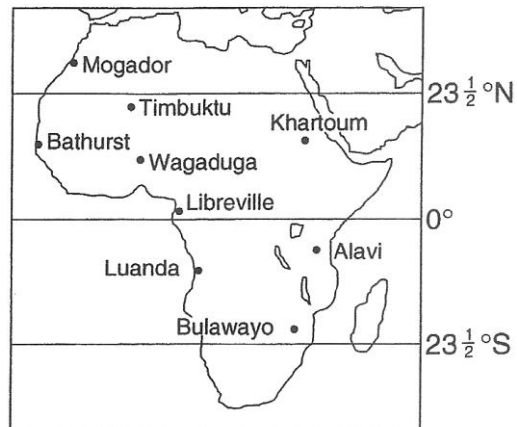 Mogador
23 1/2 °N
Timbuktu
Khartoum
Bathurst
Wagaduga
Libreville
0°
Alavi
Luanda
Bulawayo
23 1/2 °S